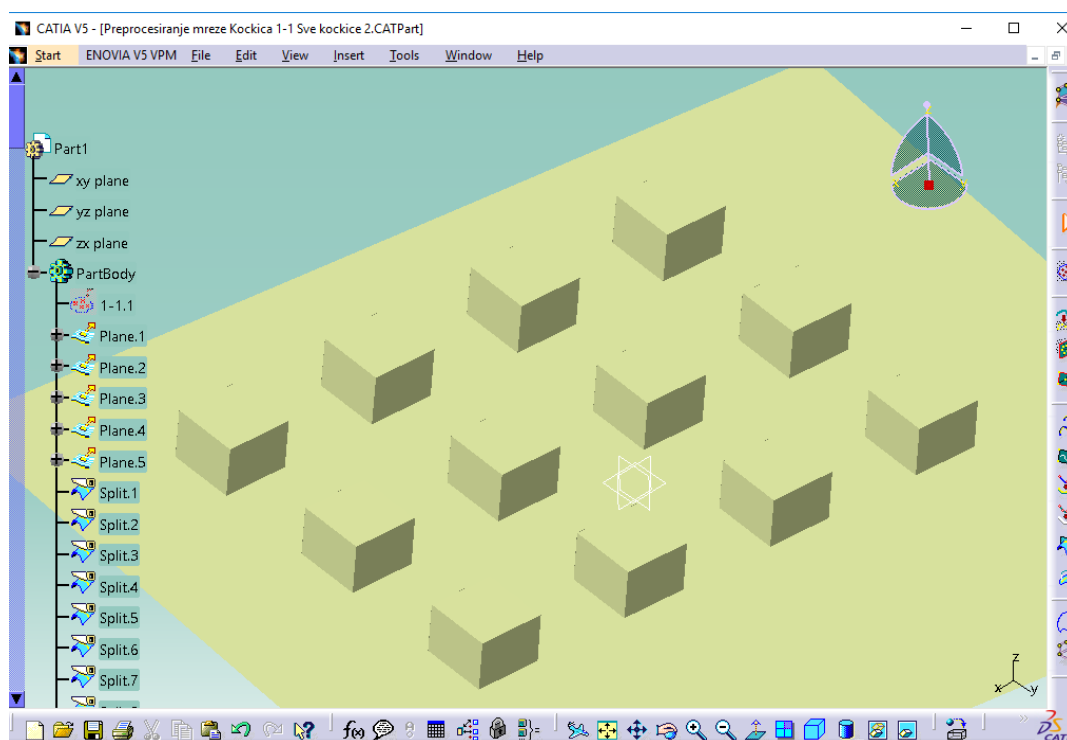 CATIA V5 - [Preprocesiranje mreze Kockica 1-1 Sve kockice 2.CATPart]
Start ENOVIA V5 VPM File Edit View Insert Tools Window Help
Part1
xy plane
yz plane
zx plane
PartBody
1-1.1
Plane.1
Plane.2
Plane.3
Plane.4
Plane.5
Split.1
Split.2
Split.3
Split.4
Split.5
Split.6
Split.7
z
x y
f(x)
CAT